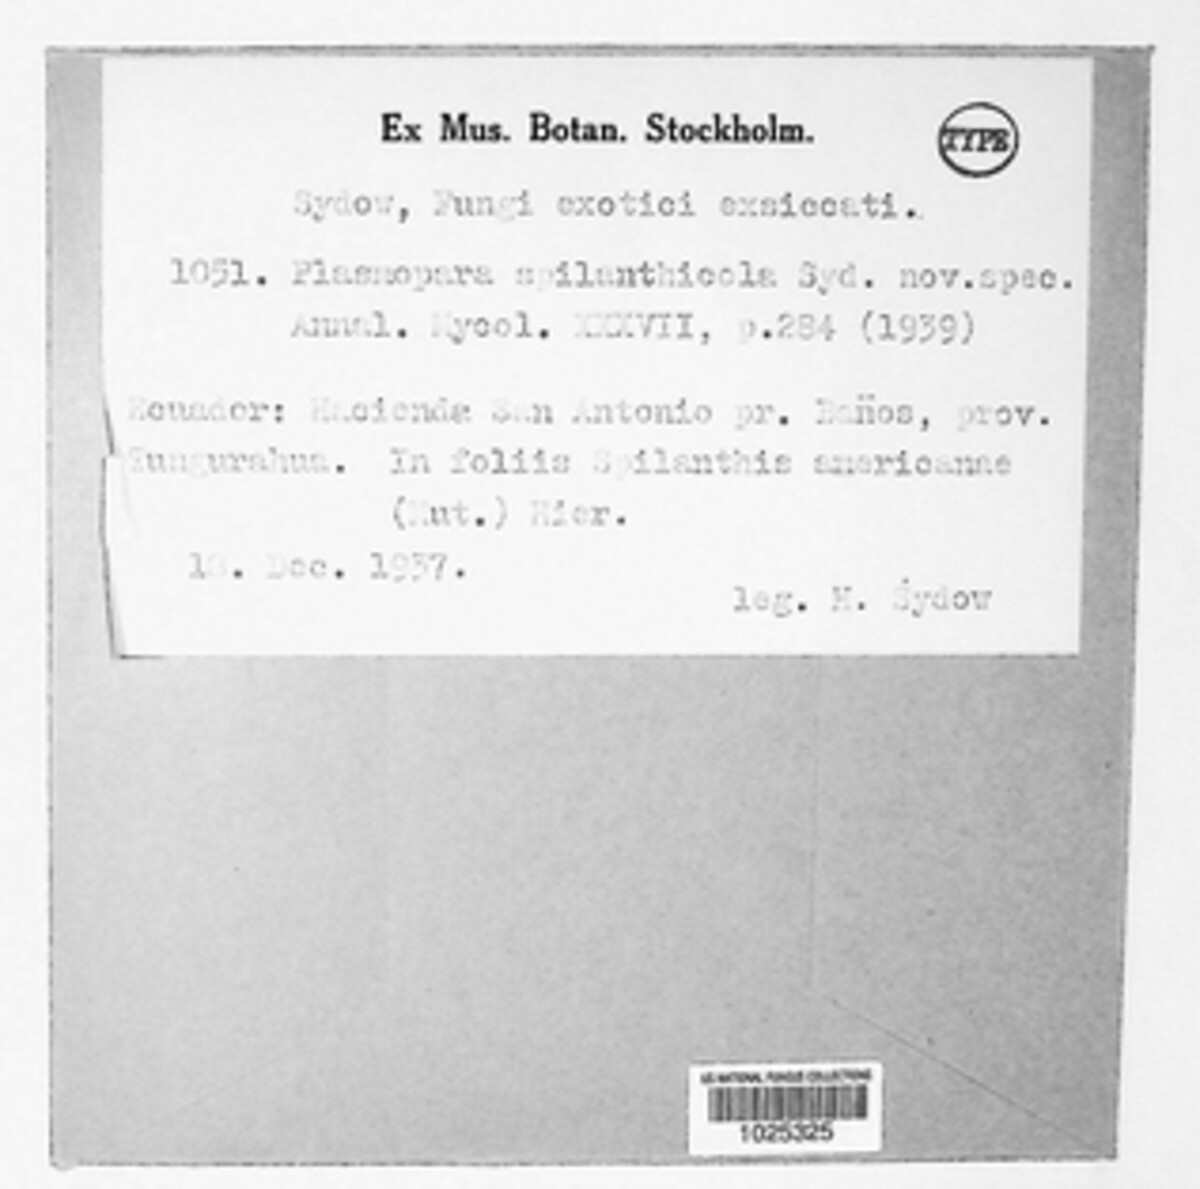 Ex Mus. Botan. Stockholm.
TYPE
Sydow, Fungi exotici exsiccati.
1051. Plasmopara spilanthicola Syd. nov.spec.
Annal. Mycol. XXXVII, p.284 (1939)
Ecuador: Hacienda San Antonio pr. Baños, prov.
Tungurahua. In foliis Spilanthis americanae
(Mut.) Hier.
Dec. 1937.
leg. H. Sydow
US NATIONAL FUNGUS COLLECTIONS
1025325